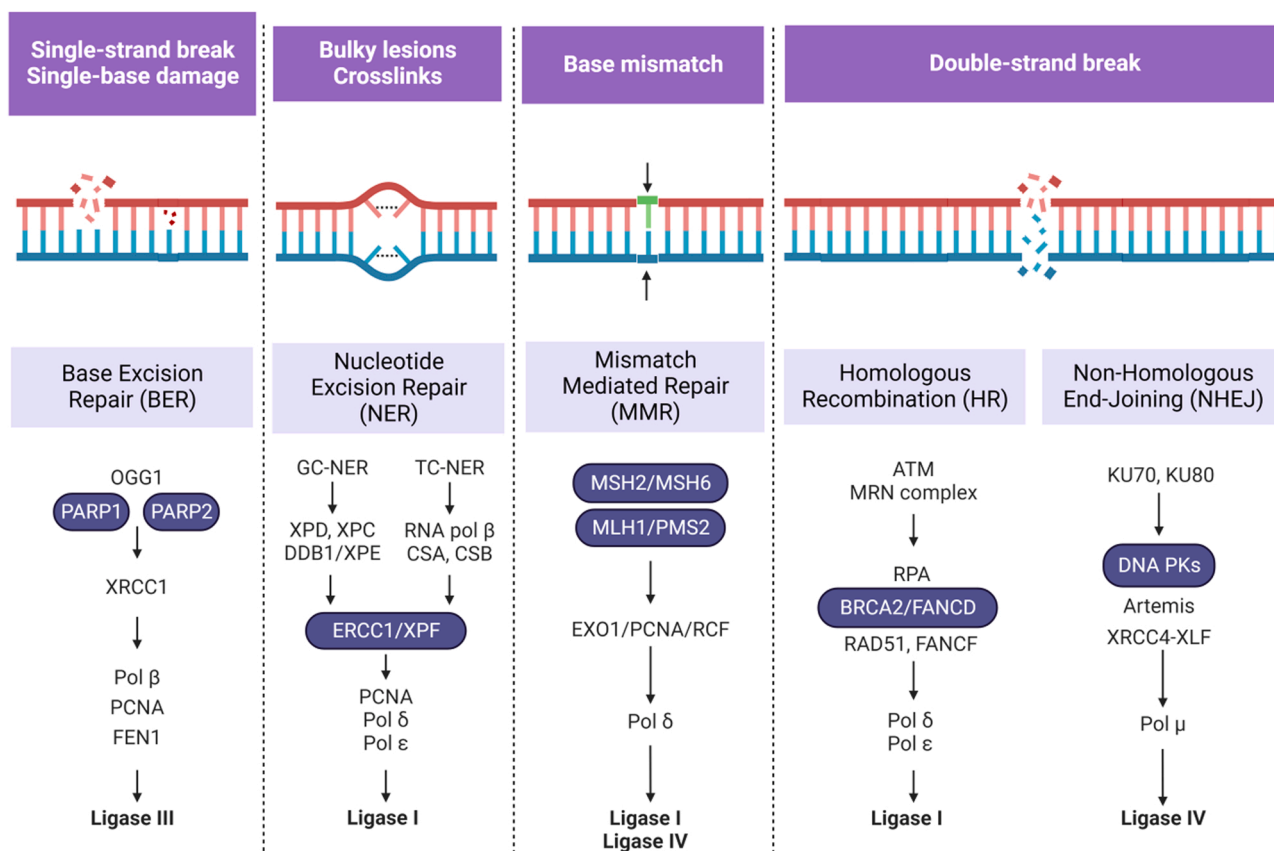 Single-strand break
Single-base damage
Bulky lesions
Crosslinks
Base mismatch
Double-strand break
Base Excision
Repair (BER)
Nucleotide
Excision Repair
(NER)
Mismatch
Mediated Repair
(MMR)
Homologous
Recombination (HR)
Non-Homologous
End-Joining (NHEJ)
OGG1
PARP1
PARP2
XRCC1
Pol β
PCNA
FEN1
Ligase III
GC-NER
TC-NER
XPD, XPC
DDB1/XPE
RNA pol β
CSA, CSB
ERCC1/XPF
PCNA
Pol δ
Pol ε
Ligase I
MSH2/MSH6
MLH1/PMS2
EXO1/PCNA/RCF
Pol δ
Ligase I
Ligase IV
ATM
MRN complex
RPA
BRCA2/FANCD
RAD51, FANCF
Pol δ
Pol ε
Ligase I
KU70, KU80
DNA PKs
Artemis
XRCC4-XLF
Pol μ
Ligase IV